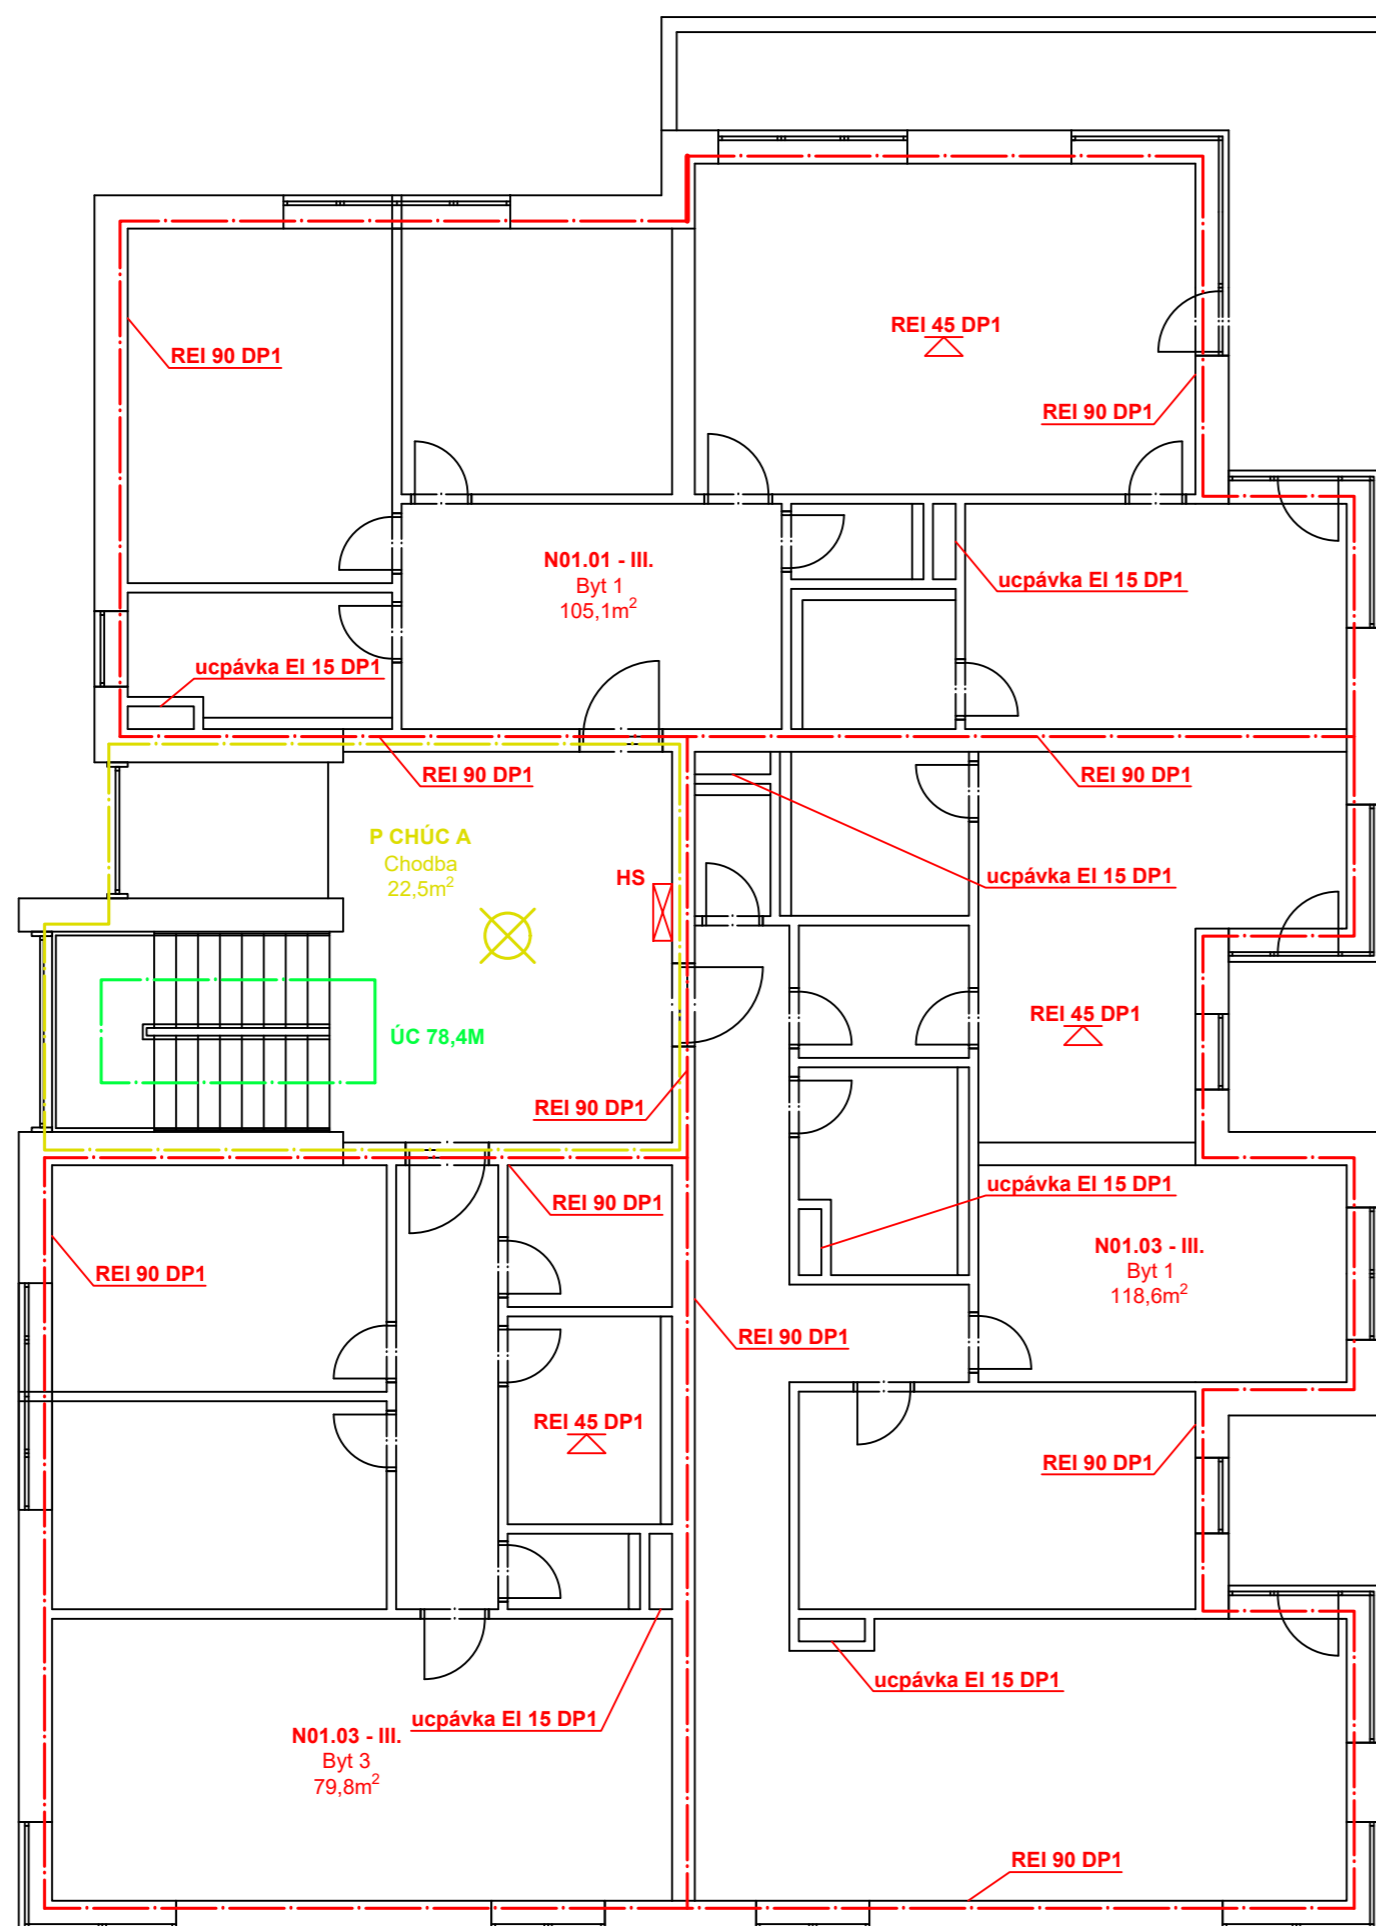 REI 45 DP1
REI 90 DP1
REI 90 DP1
N01.01 - III.
Byt 1
105,1m²
ucpávka EI 15 DP1
ucpávka EI 15 DP1
REI 90 DP1
REI 90 DP1
P CHÚC A
Chodba
22,5m²
HS
ucpávka EI 15 DP1
REI 45 DP1
ÚC 78,4M
REI 90 DP1
ucpávka EI 15 DP1
REI 90 DP1
N01.03 - III.
Byt 1
118,6m²
REI 90 DP1
REI 90 DP1
REI 45 DP1
REI 90 DP1
ucpávka EI 15 DP1
ucpávka EI 15 DP1
N01.03 - III.
Byt 3
79,8m²
REI 90 DP1